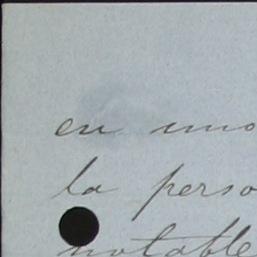 en uno
la perso
notable